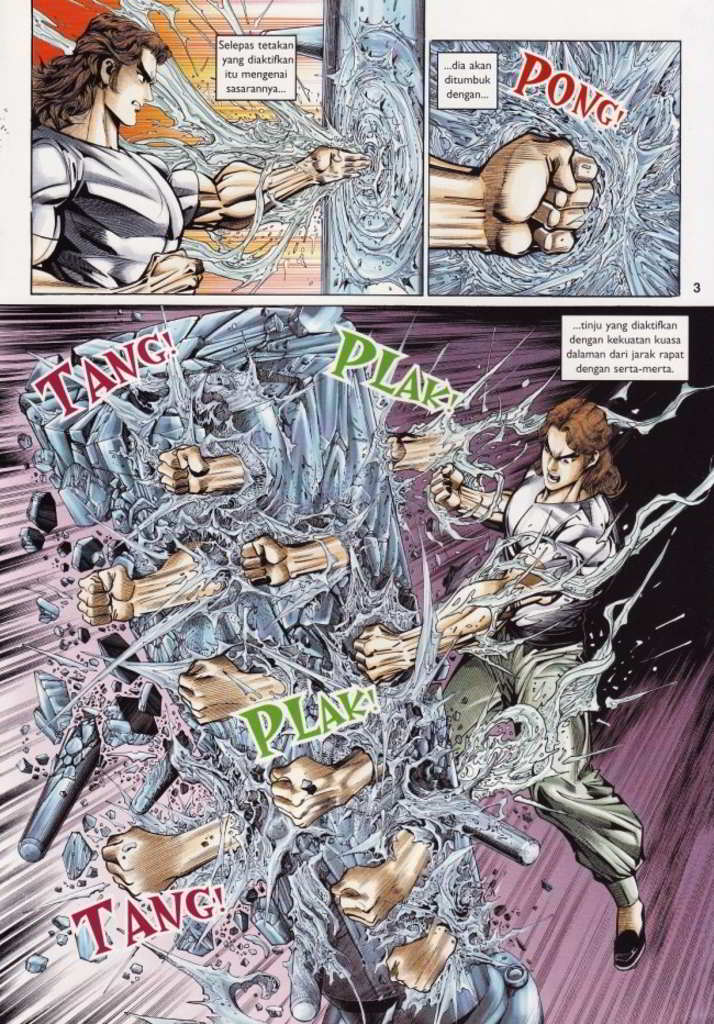 Selepas tetakan
yang diaktifkan
itu mengenai
sasarannya...
...dia akan
ditumbuk
dengan...
PONG!
3
...tinju yang diaktifkan
dengan kekuatan kuasa
dalaman dari jarak rapat
dengan serta-merta.
TANG!
PLAK!
PLAK!
TANG!